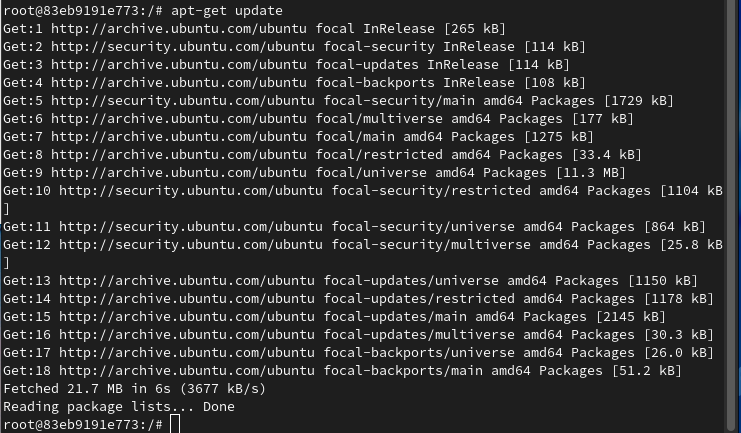 root@83eb9191e773:/# apt-get update
Get:1 http://archive.ubuntu.com/ubuntu focal InRelease [265 kB]
Get:2 http://security.ubuntu.com/ubuntu focal-security InRelease [114 kB]
Get:3 http://archive.ubuntu.com/ubuntu focal-updates InRelease [114 kB]
Get:4 http://archive.ubuntu.com/ubuntu focal-backports InRelease [108 kB]
Get:5 http://security.ubuntu.com/ubuntu focal-security/main amd64 Packages [1729 kB]
Get:6 http://archive.ubuntu.com/ubuntu focal/multiverse amd64 Packages [177 kB]
Get:7 http://archive.ubuntu.com/ubuntu focal/main amd64 Packages [1275 kB]
Get:8 http://archive.ubuntu.com/ubuntu focal/restricted amd64 Packages [33.4 kB]
Get:9 http://archive.ubuntu.com/ubuntu focal/universe amd64 Packages [11.3 MB]
Get:10 http://security.ubuntu.com/ubuntu focal-security/restricted amd64 Packages [1104 kB
]
Get:11 http://security.ubuntu.com/ubuntu focal-security/universe amd64 Packages [864 kB]
Get:12 http://security.ubuntu.com/ubuntu focal-security/multiverse amd64 Packages [25.8 kB
]
Get:13 http://archive.ubuntu.com/ubuntu focal-updates/universe amd64 Packages [1150 kB]
Get:14 http://archive.ubuntu.com/ubuntu focal-updates/restricted amd64 Packages [1178 kB]
Get:15 http://archive.ubuntu.com/ubuntu focal-updates/main amd64 Packages [2145 kB]
Get:16 http://archive.ubuntu.com/ubuntu focal-updates/multiverse amd64 Packages [30.3 kB]
Get:17 http://archive.ubuntu.com/ubuntu focal-backports/universe amd64 Packages [26.0 kB]
Get:18 http://archive.ubuntu.com/ubuntu focal-backports/main amd64 Packages [51.2 kB]
Fetched 21.7 MB in 6s (3677 kB/s)
Reading package lists... Done
root@83eb9191e773:/#